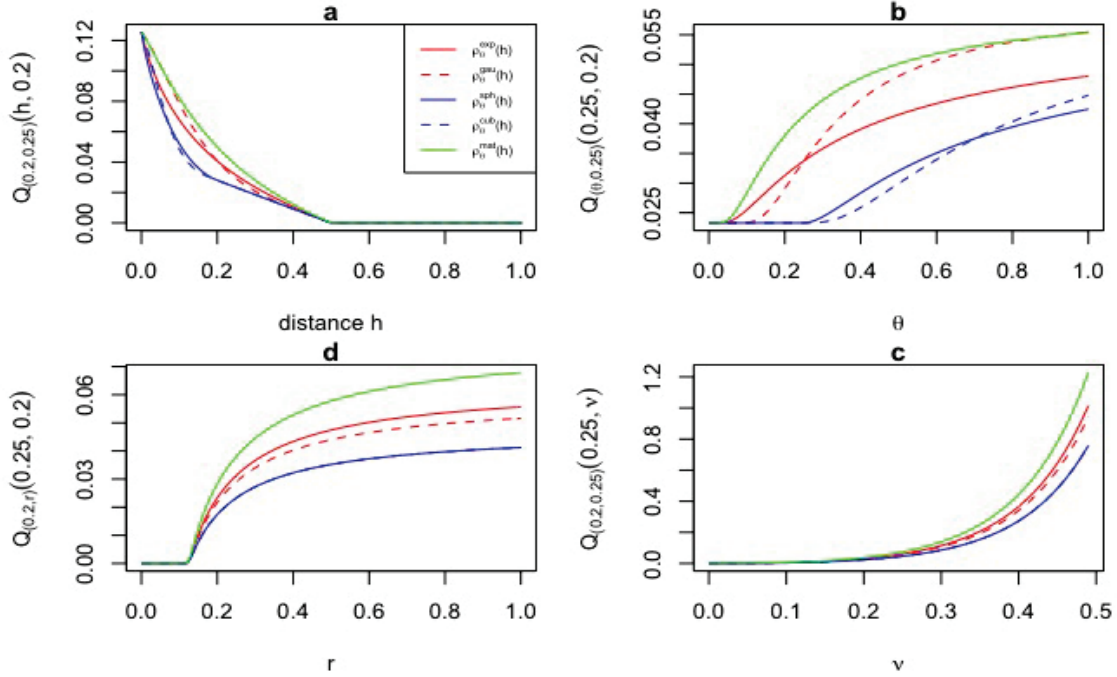 a
Q(0.2,0.25)(h, 0.2)
0.00 0.04 0.08 0.12
ρθexp(h)
ρθgau(h)
ρθsph(h)
ρθcub(h)
ρθmat(h)
0.0 0.2 0.4 0.6 0.8 1.0
distance h
b
Q(θ,0.25)(0.25, 0.2)
0.025 0.040 0.055
0.0 0.2 0.4 0.6 0.8 1.0
θ
d
Q(0.2,r)(0.25, 0.2)
0.00 0.03 0.06
0.0 0.2 0.4 0.6 0.8 1.0
r
c
Q(0.2,0.25)(0.25, ν)
0.0 0.4 0.8 1.2
0.0 0.1 0.2 0.3 0.4 0.5
ν